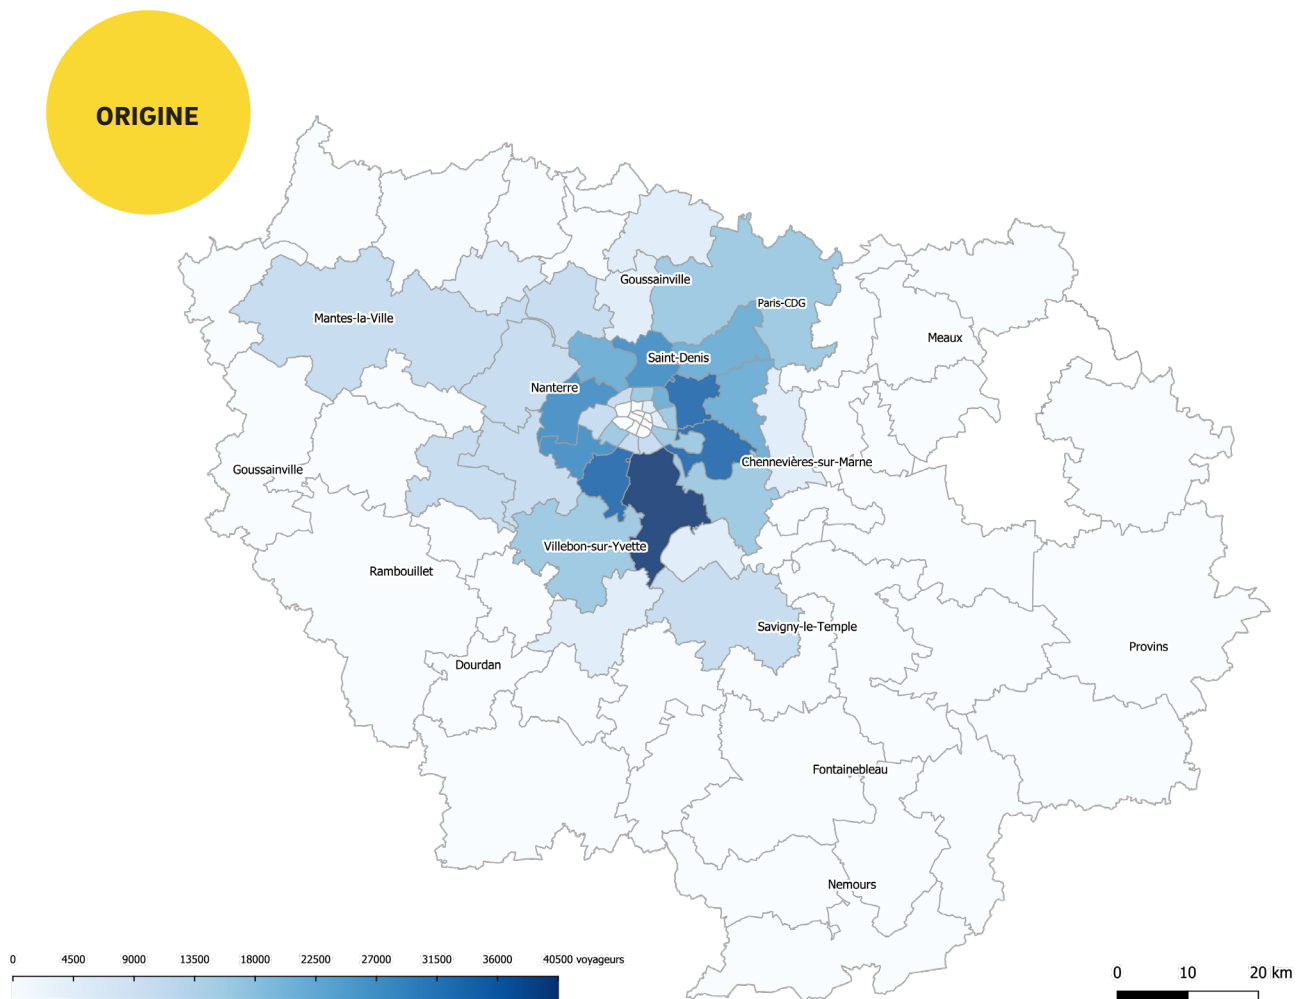 ORIGINE
Goussainville
Paris-CDG
Mantes-la-Ville
Meaux
Saint-Denis
Nanterre
Chennevières-sur-Marne
Goussainville
Villebon-sur-Yvette
Rambouillet
Savigny-le-Temple
Provins
Dourdan
Fontainebleau
Nemours
0 4500 9000 13500 18000 22500 27000 31500 36000 40500 voyageurs
0 10 20 km